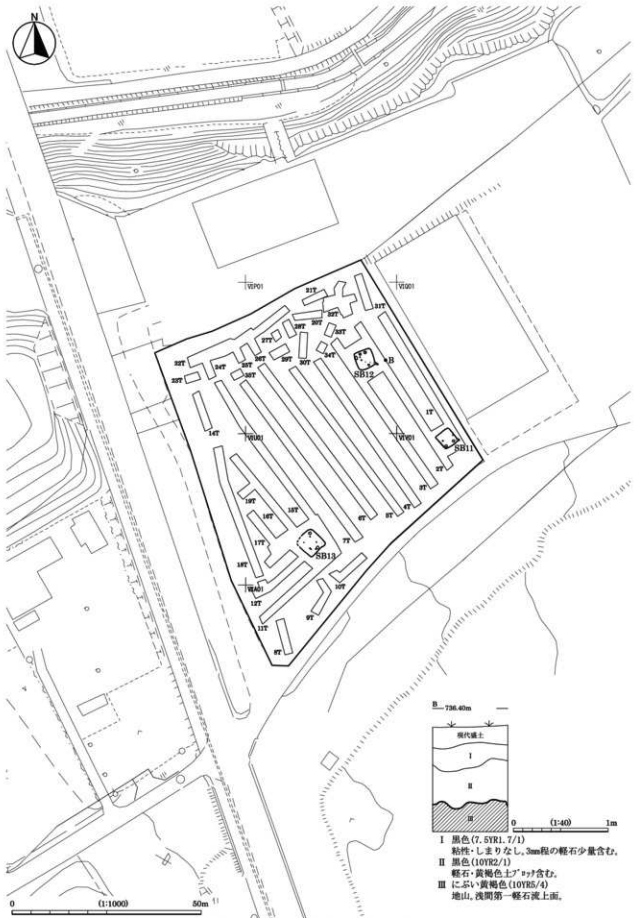 N
VIP01
VIQ01
21T
20T
32T
31T
28T
27T
33T
26T
29T
25T
34T
24T
30T
22T
35T
23T
SB12
B
14T
1T
SB11
VIU01
VIV01
2T
3T
4T
5T
6T
19T
16T
15T
7T
17T
18T
SB13
VIIA01
12T
10T
9T
11T
8T
B 736.40m
現代盛土
I
II
III
0 (1:40) 1m
I 黒色(7.5YR1.7/1)
粘性・しまりなし。3mm程の軽石少量含む。
II 黒色(10YR2/1)
軽石・黄褐色土ブロック含む。
III にぶい黄褐色(10YR5/4)
地山。浅間第一軽石流上面。
0 (1:1000) 50m